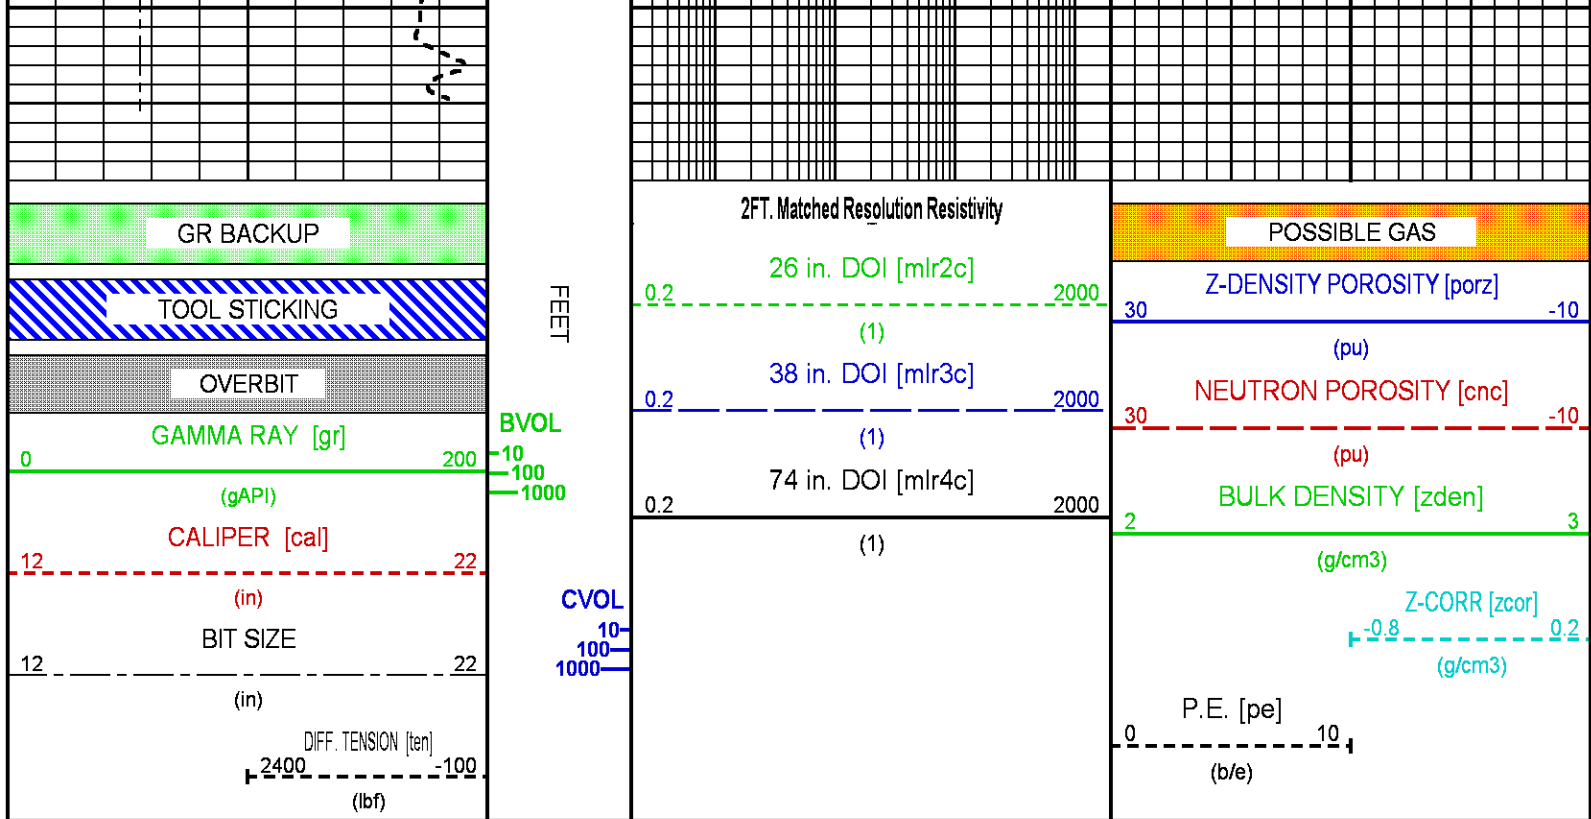 GR BACKUP
TOOL STICKING
OVERBIT
GAMMA RAY [gr]
0 200
(gAPI)
CALIPER [cal]
12 22
(in)
BIT SIZE
12 22
(in)
DIFF. TENSION [ten]
2400 -100
(lbf)
FEET
BVOL
10
100
1000
CVOL
10
100
1000
2FT. Matched Resolution Resistivity
26 in. DOI [mlr2c]
0.2 2000
(1)
38 in. DOI [mlr3c]
0.2 2000
(1)
74 in. DOI [mlr4c]
0.2 2000
(1)
POSSIBLE GAS
Z-DENSITY POROSITY [porz]
30 -10
(pu)
NEUTRON POROSITY [cnc]
30 -10
(pu)
BULK DENSITY [zden]
2 3
(g/cm3)
Z-CORR [zcor]
-0.8 0.2
(g/cm3)
P.E. [pe]
0 10
(b/e)